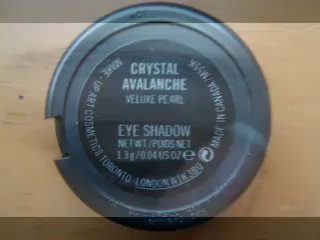 CRYSTAL
AVALANCHE
VELUXE PEARL
EYE SHADOW
NET WT/POIDS NET
1.3 g/0.04 US OZ
MAKE-UP ART COSMETICS TORONTO LONDON W1K 3BD
MADE IN CANADA